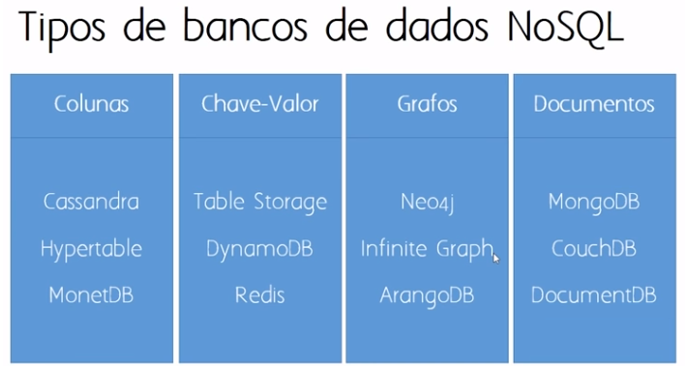 Tipos de bancos de dados NoSQL
Colunas
Cassandra
Hypertable
MonetDB
Chave-Valor
Table Storage
DynamoDB
Redis
Grafos
Neo4j
Infinite Graph
ArangoDB
Documentos
MongoDB
CouchDB
DocumentDB